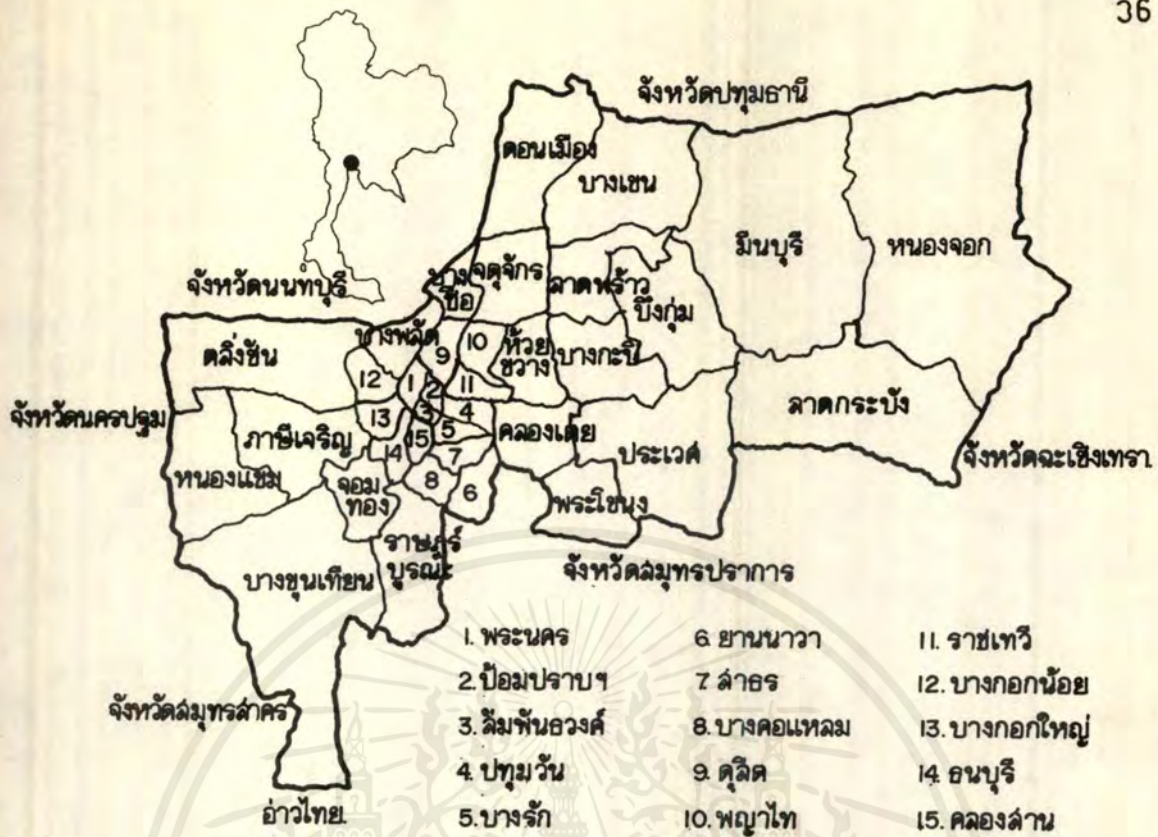 36
จังหวัดปทุมธานี
ดอนเมือง
บางเขน
มีนบุรี
หนองจอก
จังหวัดนนทบุรี
บางซื่อ
จตุจักร
ลาดพร้าว
บึงกุ่ม
บางพลัด
ห้วยขวาง
บางกะปิ
ตลิ่งชัน
ลาดกระบัง
จังหวัดนครปฐม
ภาษีเจริญ
คลองเตย
ประเวศ
จังหวัดฉะเชิงเทรา.
หนองแขม
จอมทอง
พระโขนง
ราษฎร์บูรณะ
บางขุนเทียน
จังหวัดสมุทรปราการ
จังหวัดสมุทรสาคร
อ่าวไทย.
9 10 11 12 1 2 3 4 5 13 14 15 7 8 6
1. พระนคร
2. ป้อมปราบฯ
3. สัมพันธวงศ์
4. ปทุมวัน
5. บางรัก
6. ยานนาวา
7. สาธร
8. บางคอแหลม
9. ดุสิต
10. พญาไท
11. ราชเทวี
12. บางกอกน้อย
13. บางกอกใหญ่
14. ธนบุรี
15. คลองสาน